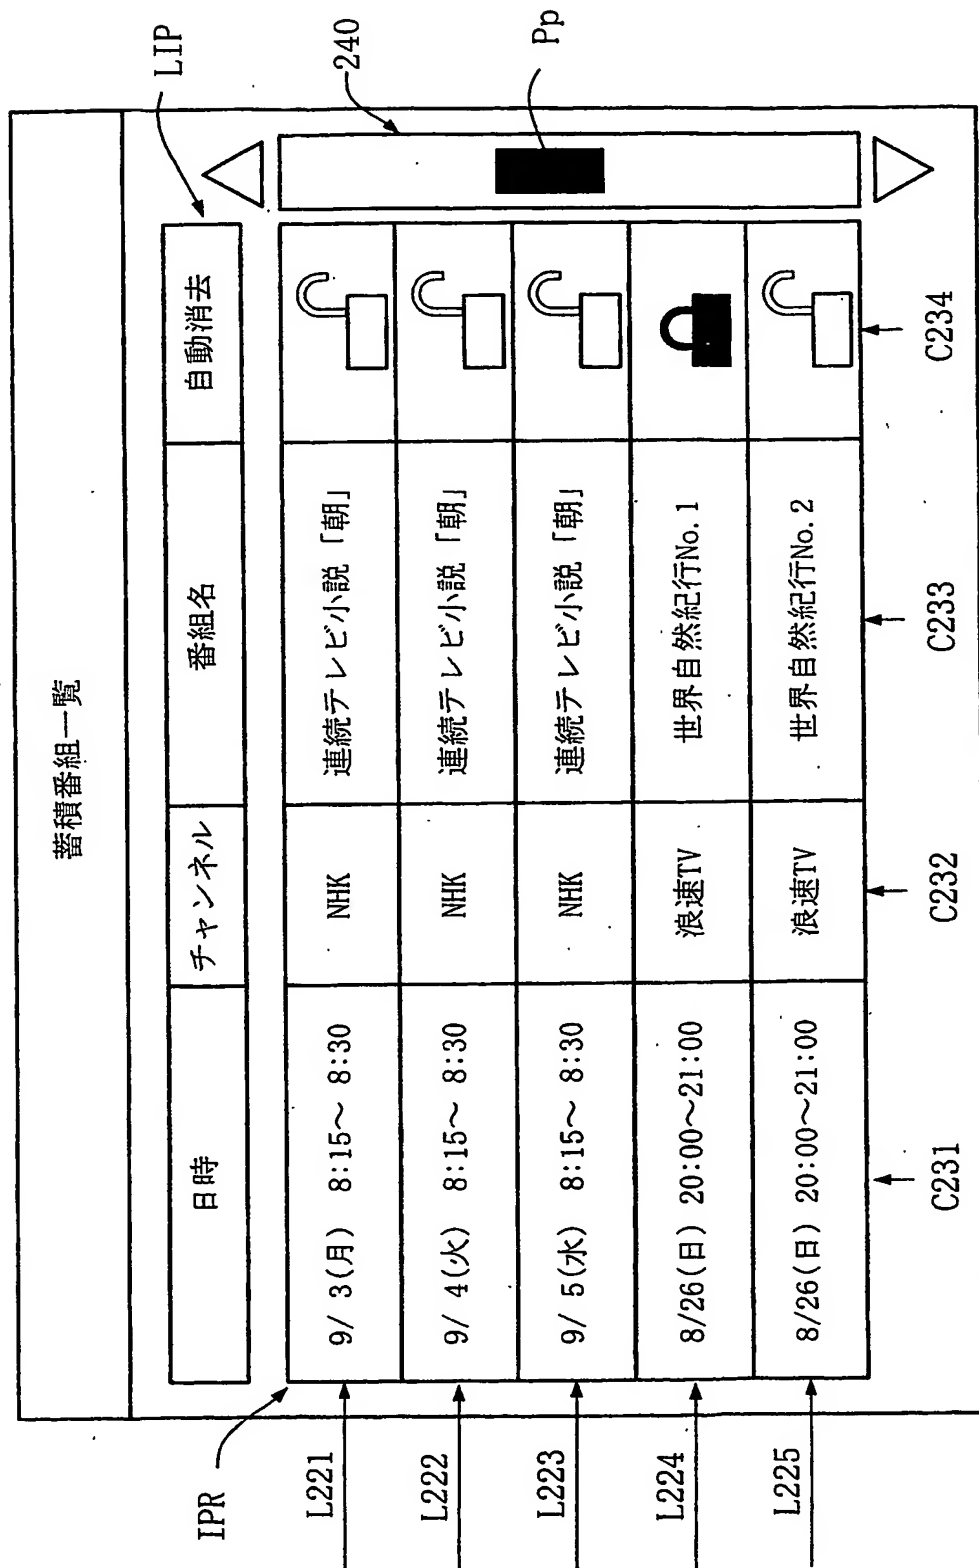 蓄積番組一覧
LIP
日時 チャンネル 番組名 自動消去
240
Pp
IPR
L221 9/ 3(月) 8:15～ 8:30 NHK 連続テレビ小説「朝」
L222 9/ 4(火) 8:15～ 8:30 NHK 連続テレビ小説「朝」
L223 9/ 5(水) 8:15～ 8:30 NHK 連続テレビ小説「朝」
L224 8/26(日) 20:00～21:00 浪速TV 世界自然紀行No.1
L225 8/26(日) 20:00～21:00 浪速TV 世界自然紀行No.2
C231 C232 C233 C234